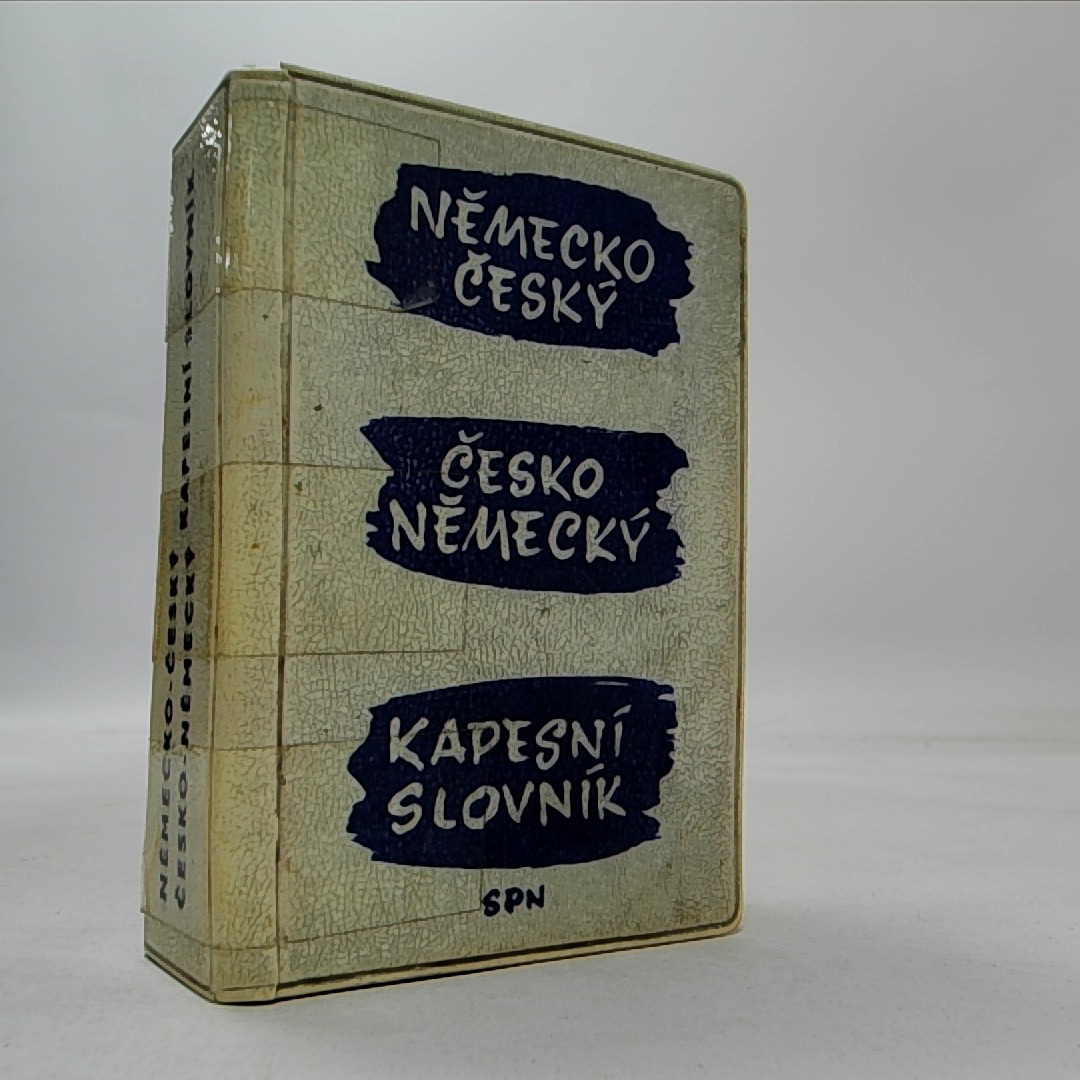 NĚMECKO
ČESKÝ
ČESKO
NĚMECKÝ
KAPESNÍ
SLOVNÍK
SPN
NĚMECKO-ČESKÝ
ČESKO-NĚMECKÝ KAPESNÍ SLOVNÍK